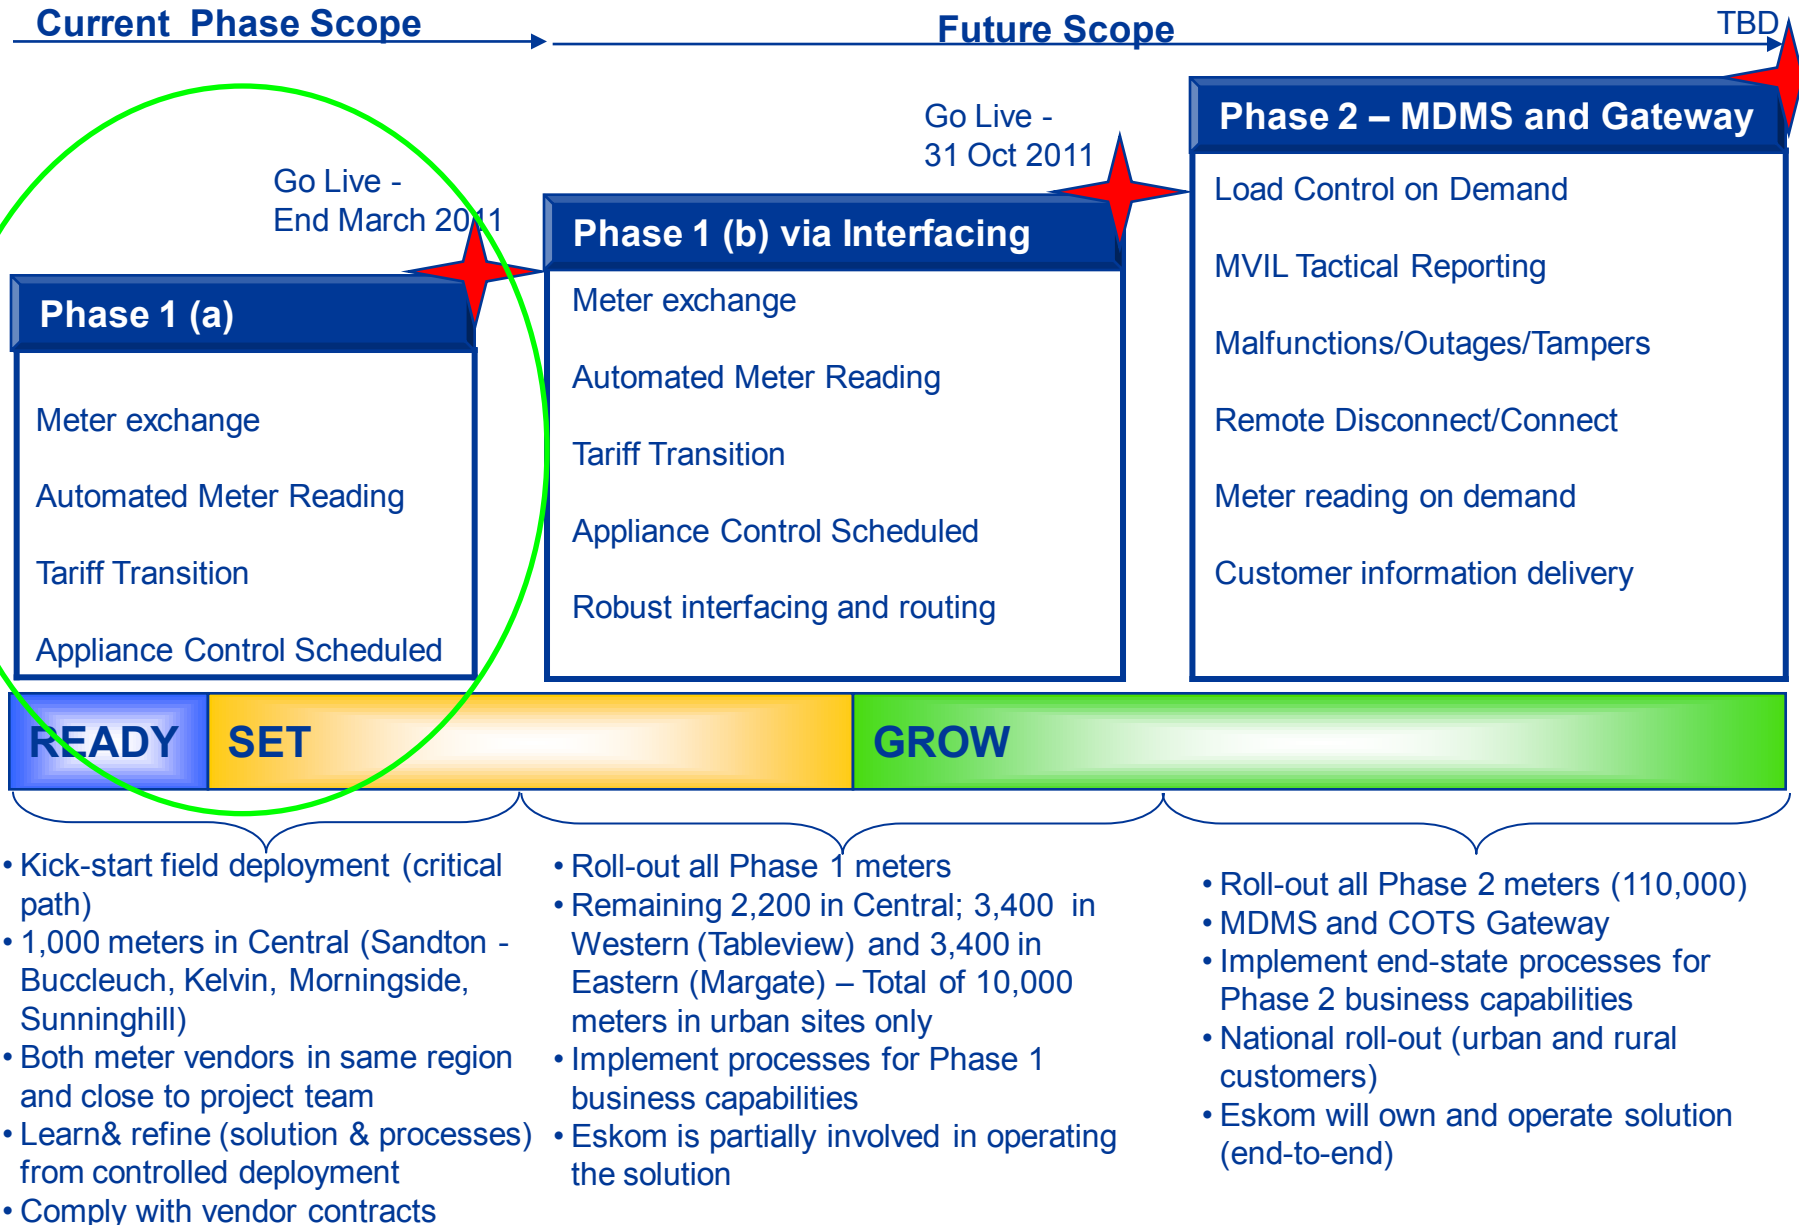 Current Phase Scope
Future Scope
TBD
Go Live -
End March 2011
Go Live -
31 Oct 2011
Phase 1 (a)
Meter exchange
Automated Meter Reading
Tariff Transition
Appliance Control Scheduled
Phase 1 (b) via Interfacing
Meter exchange
Automated Meter Reading
Tariff Transition
Appliance Control Scheduled
Robust interfacing and routing
Phase 2 – MDMS and Gateway
Load Control on Demand
MVIL Tactical Reporting
Malfunctions/Outages/Tampers
Remote Disconnect/Connect
Meter reading on demand
Customer information delivery
READY
SET
GROW
• Kick-start field deployment (critical
path)
• 1,000 meters in Central (Sandton -
Buccleuch, Kelvin, Morningside,
Sunninghill)
• Both meter vendors in same region
and close to project team
• Learn& refine (solution & processes)
from controlled deployment
• Comply with vendor contracts
• Roll-out all Phase 1 meters
• Remaining 2,200 in Central; 3,400 in
Western (Tableview) and 3,400 in
Eastern (Margate) – Total of 10,000
meters in urban sites only
• Implement processes for Phase 1
business capabilities
• Eskom is partially involved in operating
the solution
• Roll-out all Phase 2 meters (110,000)
• MDMS and COTS Gateway
• Implement end-state processes for
Phase 2 business capabilities
• National roll-out (urban and rural
customers)
• Eskom will own and operate solution
(end-to-end)